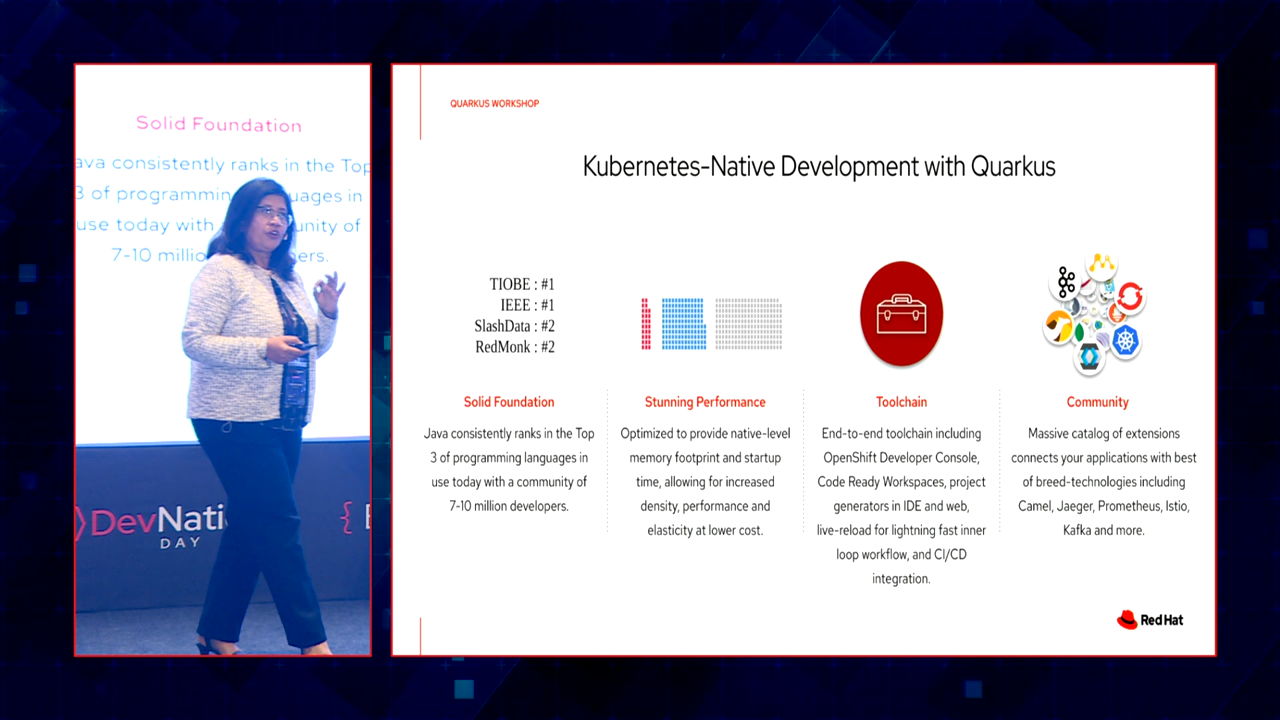 Solid Foundation
ava consistently ranks in the Top
3 of programmin uages in
use today with unity of
7-10 millio ers.
DevNati
DAY
{
QUARKUS WORKSHOP
Kubernetes-Native Development with Quarkus
TIOBE : #1
IEEE : #1
SlashData : #2
RedMonk : #2
Solid Foundation
Java consistently ranks in the Top
3 of programming languages in
use today with a community of
7-10 million developers.
Stunning Performance
Optimized to provide native-level
memory footprint and startup
time, allowing for increased
density, performance and
elasticity at lower cost.
Toolchain
End-to-end toolchain including
OpenShift Developer Console,
Code Ready Workspaces, project
generators in IDE and web,
live-reload for lightning fast inner
loop workflow, and CI/CD
integration.
Community
Massive catalog of extensions
connects your applications with best
of breed-technologies including
Camel, Jaeger, Prometheus, Istio,
Kafka and more.
Red Hat